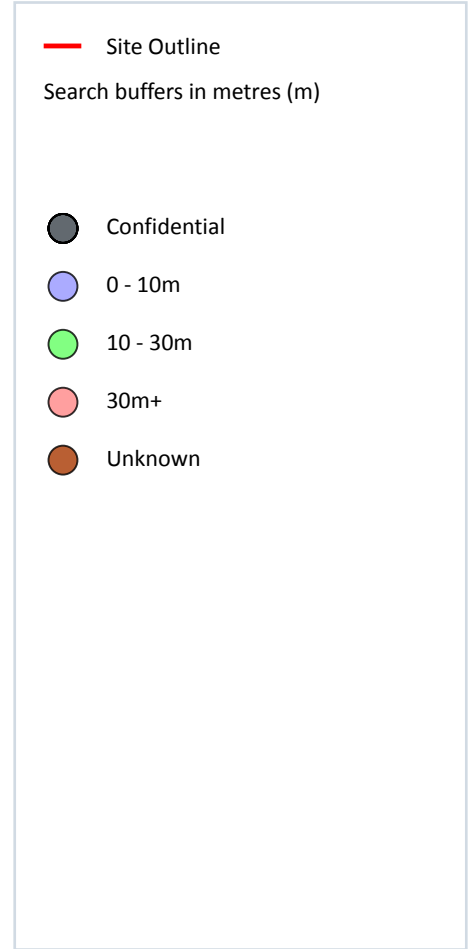 Site Outline
Search buffers in metres (m)
Confidential
0 - 10m
10 - 30m
30m+
Unknown